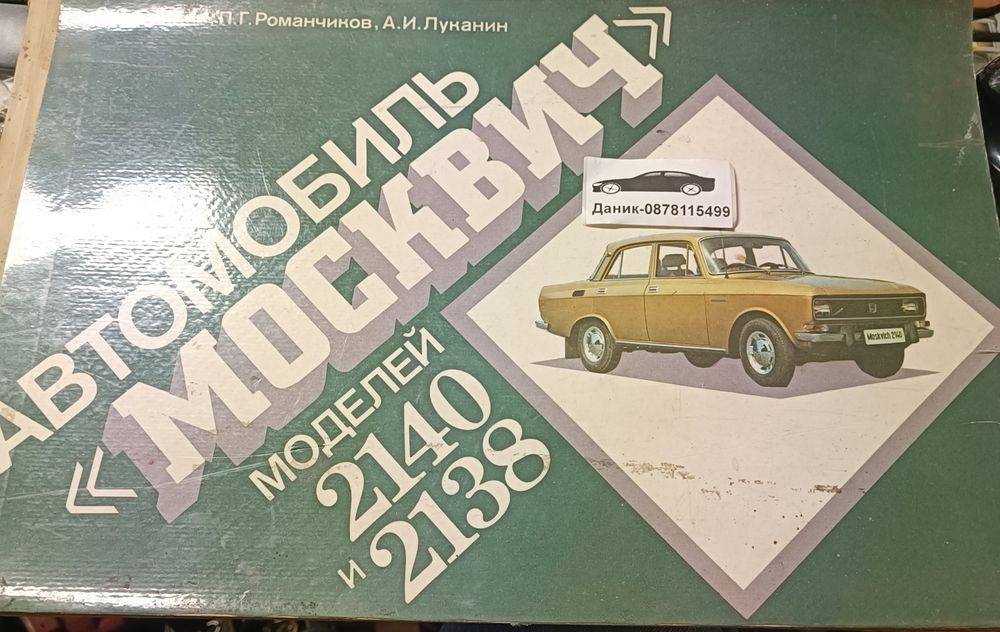 П.Г. Романчиков, А.И. Луканин
АВТОМОБИЛЬ
«МОСКВИЧ»
МОДЕЛЕЙ
2140
и 2138
Даник-0878115499
Moskvich 2140